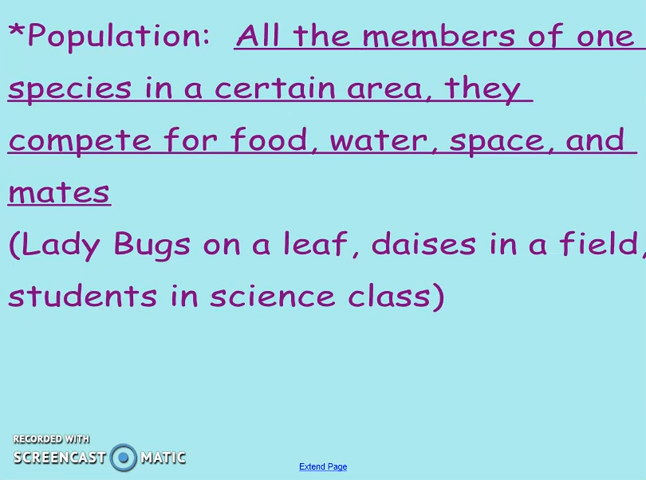 *Population:  All the members of one
species in a certain area, they
compete for food, water, space, and
mates
(Lady Bugs on a leaf, daises in a field,
students in science class)
RECORDED WITH
SCREENCAST MATIC
Extend Page